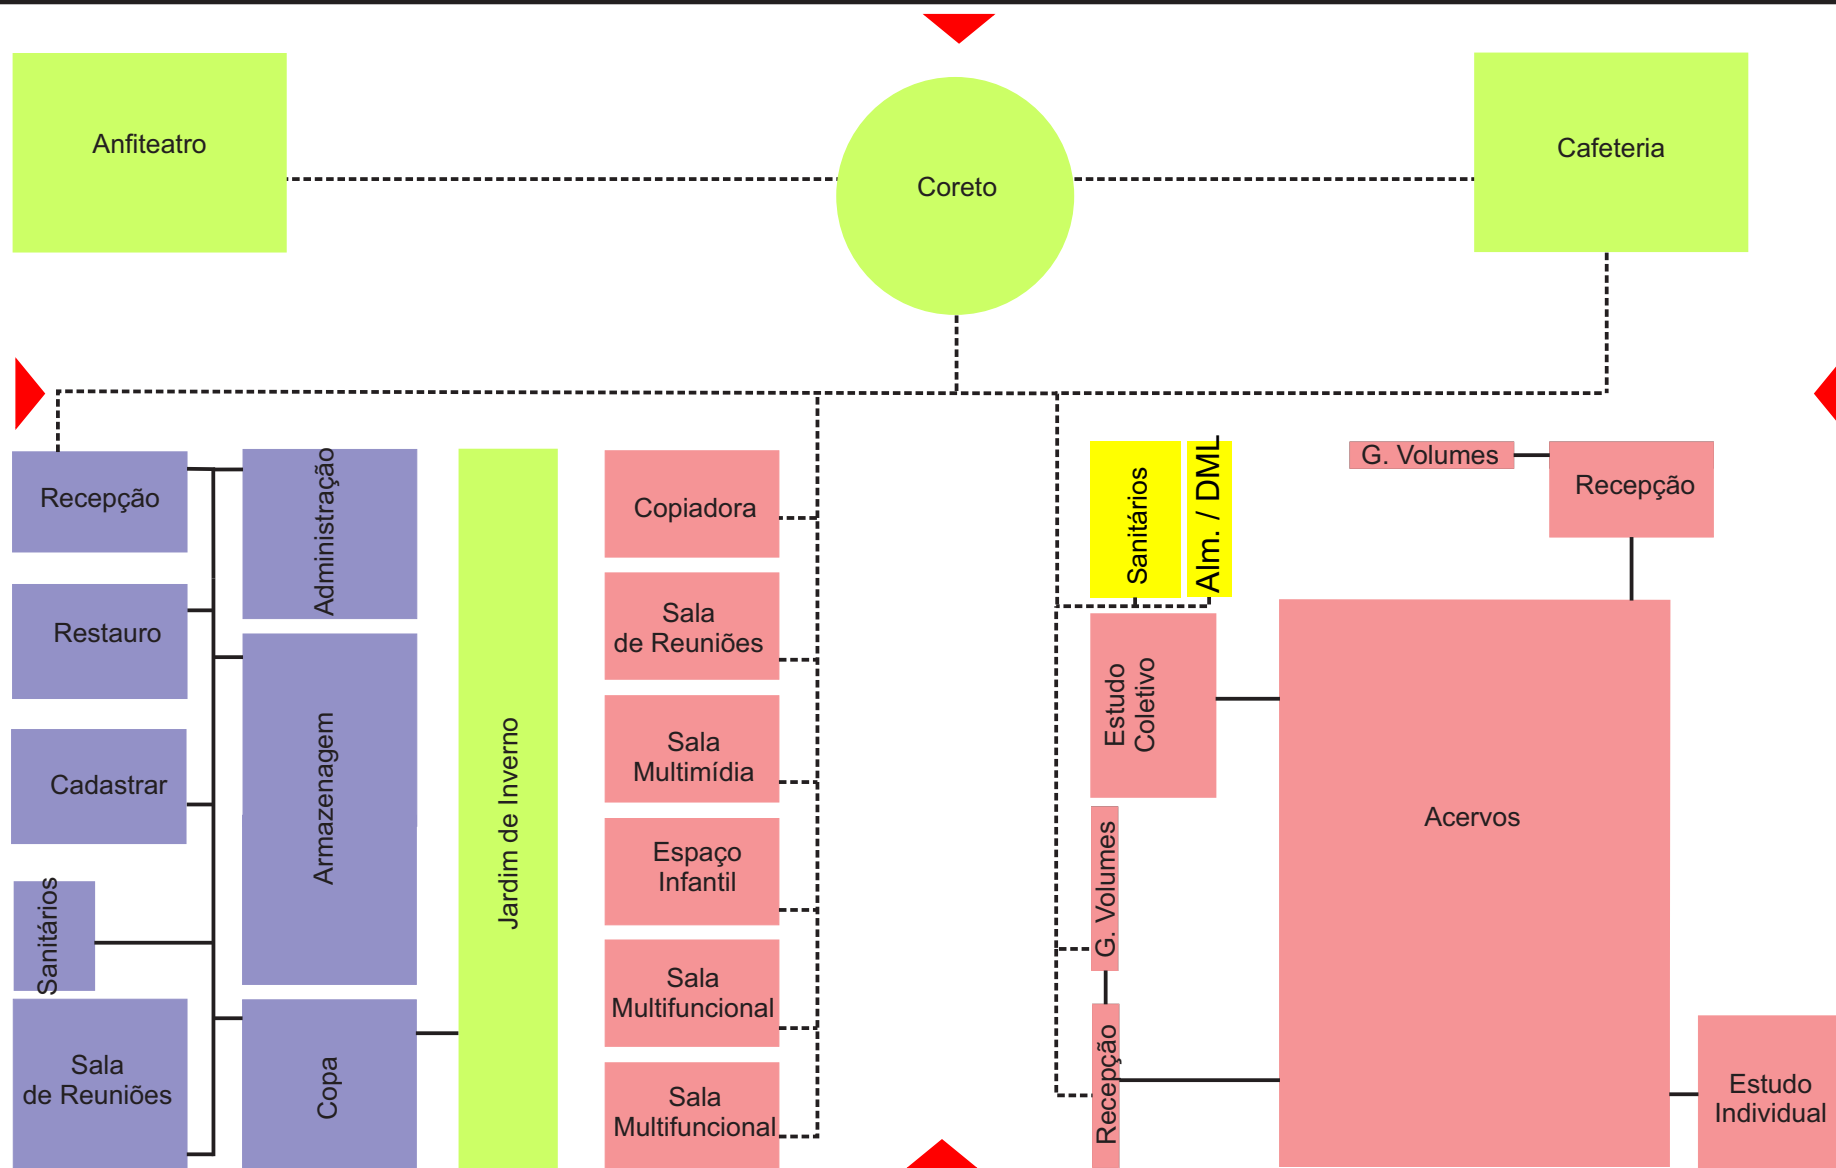 Anfiteatro
Coreto
Cafeteria
Recepção
Administração
Restauro
Armazenagem
Cadastrar
Sanitários
Sala
de Reuniões
Copa
Jardim de Inverno
Copiadora
Sala
de Reuniões
Sala
Multimídia
Espaço
Infantil
Sala
Multifuncional
Sala
Multifuncional
Sanitários
Alm. / DML
G. Volumes
Recepção
Estudo
Coletivo
Acervos
G. Volumes
Recepção
Estudo
Individual